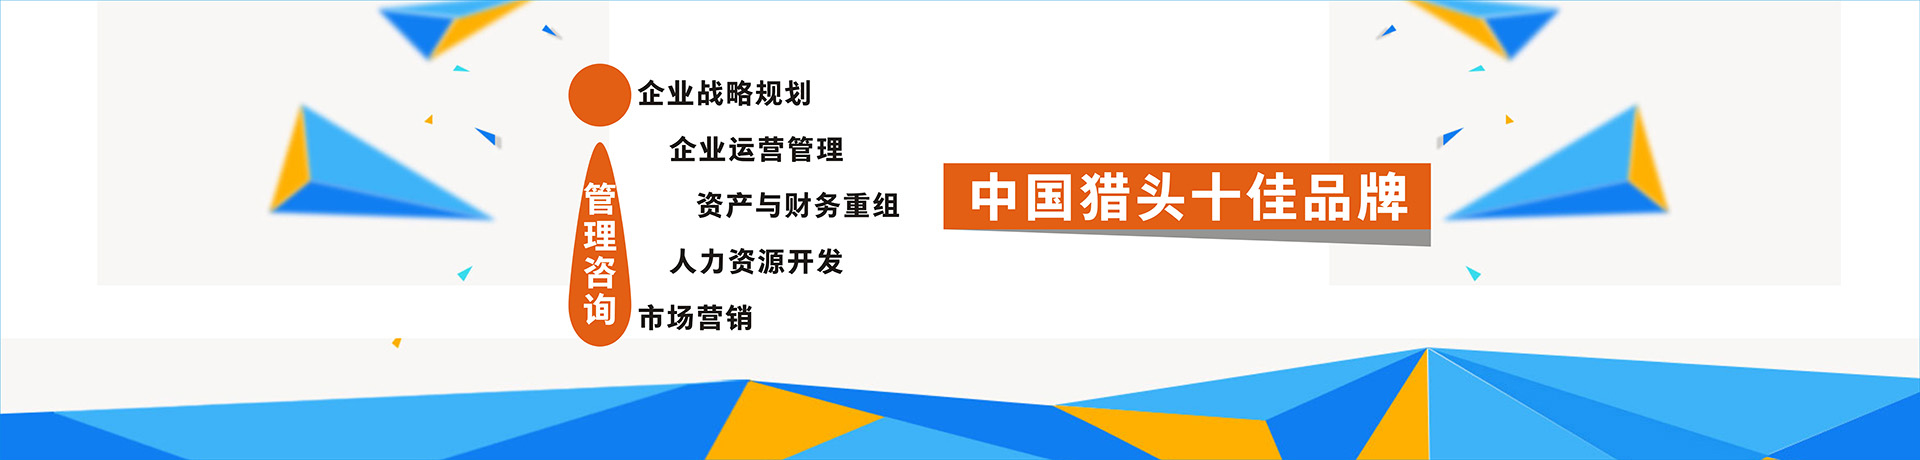 企业战略规划
企业运营管理
资产与财务重组
人力资源开发
市场营销
管理咨询
中国猎头十佳品牌